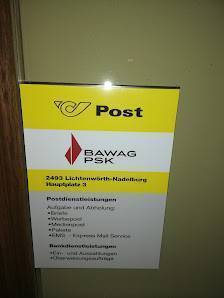 Post
BAWAG
PSK
2493 Lichtenwörth-Nadelburg
Hauptplatz 3
Postdienstleistungen
Aufgabe und Abholung:
•Briefe
•Werbepost
•Medienpost
•Pakete
•EMS - Express Mail Service
Bankdienstleistungen
•Ein- und Auszahlungen
•Überweisungsaufträge